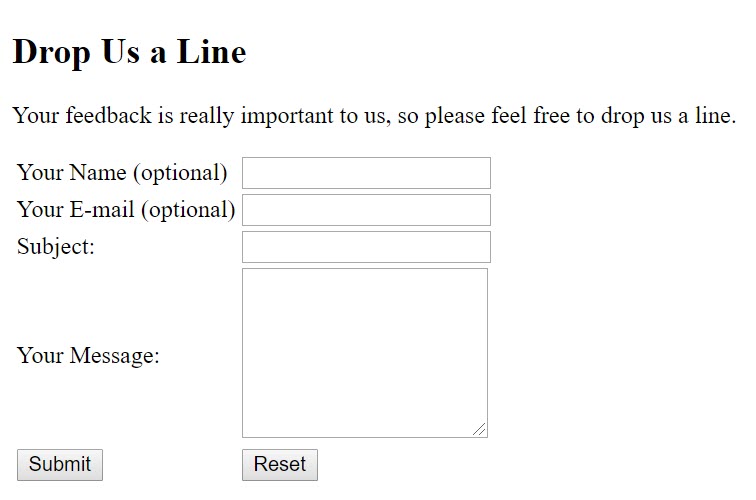 Drop Us a Line
Your feedback is really important to us, so please feel free to drop us a line.
Your Name (optional)
Your E-mail (optional)
Subject:
Your Message:
Submit Reset